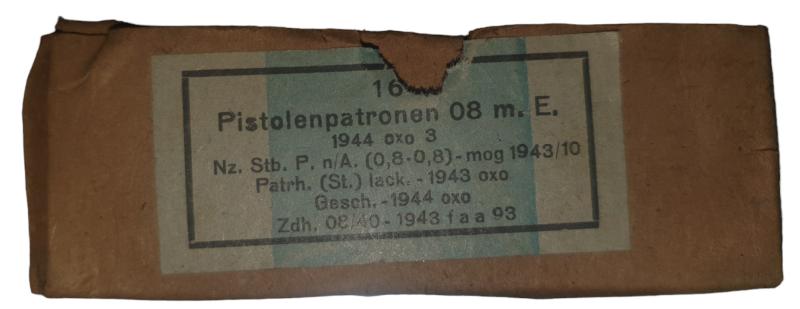 16
Pistolenpatronen 08 m. E.
1944 oxo 3
Nz. Stb. P. n/A. (0,8-0,8) - mog 1943/10
Patrh. (St.) lack. - 1943 oxo
Gesch. - 1944 oxo
Zdh. 08/40 - 1943 f a a 93